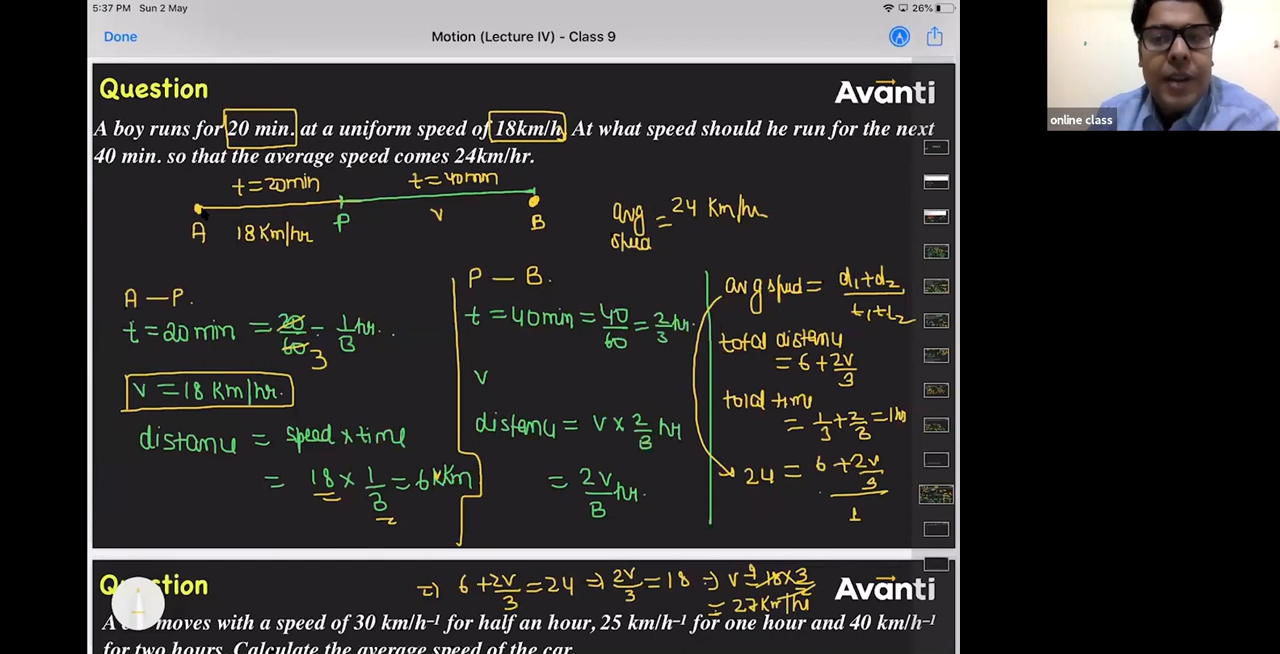 5:37 PM Sun 2 May
26%
Done
Motion (Lecture IV) - Class 9
online class
Question
Avanti
A boy runs for 20 min. at a uniform speed of 18km/h. At what speed should he run for the next
40 min. so that the average speed comes 24km/hr.
t=20min
t=40min
A
18 Km/hr
P
v
B
avg speed = 24 Km/hr
A — P.
t = 20min = 20/60 = 1/3 hr.
3
v = 18 Km/hr.
distance = speed × time
= 18 × 1/3 = 6 Km
P — B.
t = 40min = 40/60 = 2/3 hr.
v
distance = v × 2/3 hr
= 2v/3 hr.
avg speed = d1+d2/t1+t2
total distance
= 6 + 2v/3
total time
= 1/3 + 2/3 = 1hr
24 = 6 + 2v/3
1
Question
⇒ 6 + 2v/3 = 24 ⇒ 2v/3 = 18 ⇒ v = 18×3/2
9
= 27 Km/hr
Avanti
moves with a speed of 30 km/h⁻¹ for half an hour, 25 km/h⁻¹ for one hour and 40 km/h⁻¹
for two hours. Calculate the average speed of the car.